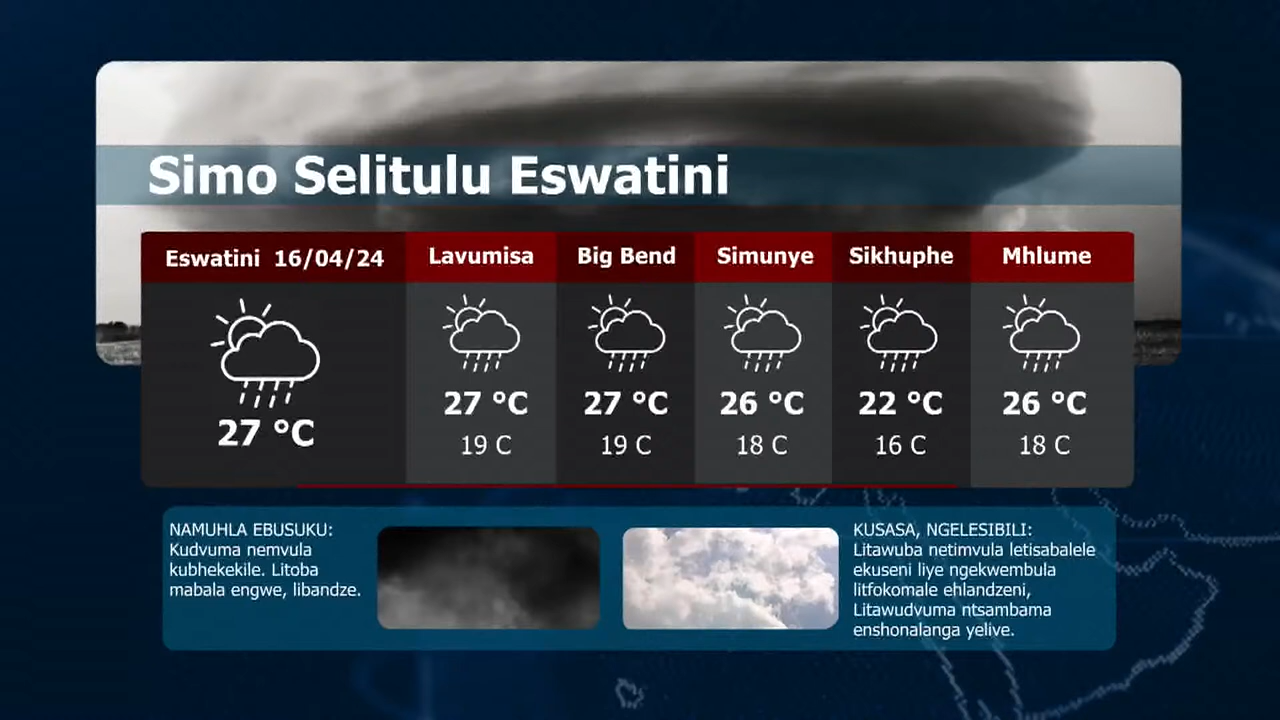 Simo Selitulu Eswatini
Eswatini 16/04/24
27 °C
Lavumisa
27 °C
19 C
Big Bend
27 °C
19 C
Simunye
26 °C
18 C
Sikhuphe
22 °C
16 C
Mhlume
26 °C
18 C
NAMUHLA EBUSUKU:
Kudvuma nemvula
kubhekekile. Litoba
mabala engwe, libandze.
KUSASA, NGELESIBILI:
Litawuba netimvula letisabalele
ekuseni liye ngekwembula
litfokomale ehlandzeni,
Litawudvuma ntsambama
enshonalanga yelive.